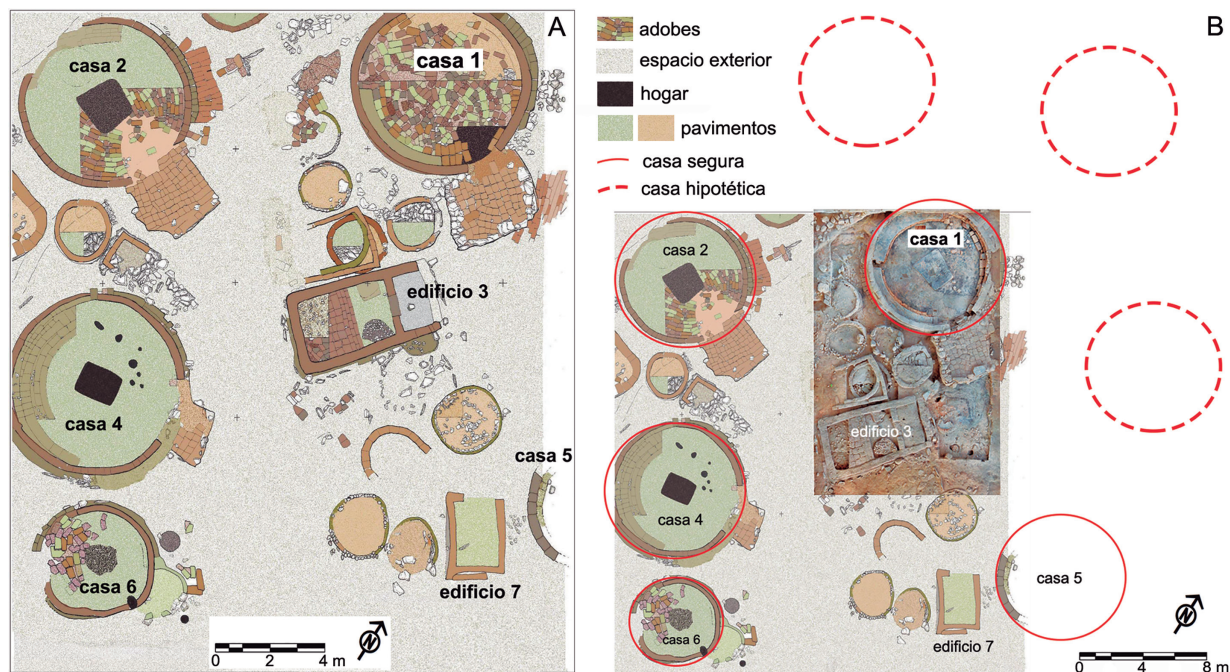 A
casa 2
casa 1
edificio 3
casa 4
casa 5
casa 6
edificio 7
N
0 2 4 m
B
adobes
espacio exterior
hogar
pavimentos
casa segura
casa hipotética
casa 2
casa 1
edificio 3
casa 4
casa 5
casa 6
edificio 7
N
0 4 8 m